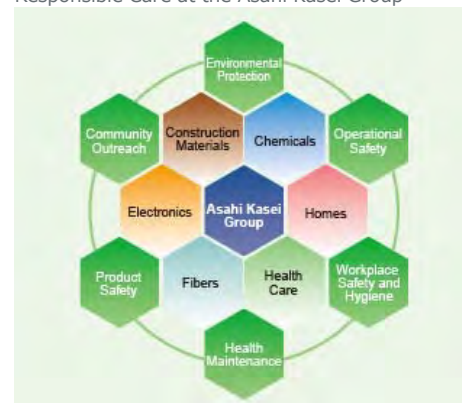 Responsible Care at the Asahi Kasei Group
Environmental
Protection
Community
Outreach
Construction
Materials
Chemicals
Operational
Safety
Electronics
Asahi Kasei
Group
Homes
Product
Safety
Fibers
Health
Care
Workplace
Safety and
Hygiene
Health
Maintenance